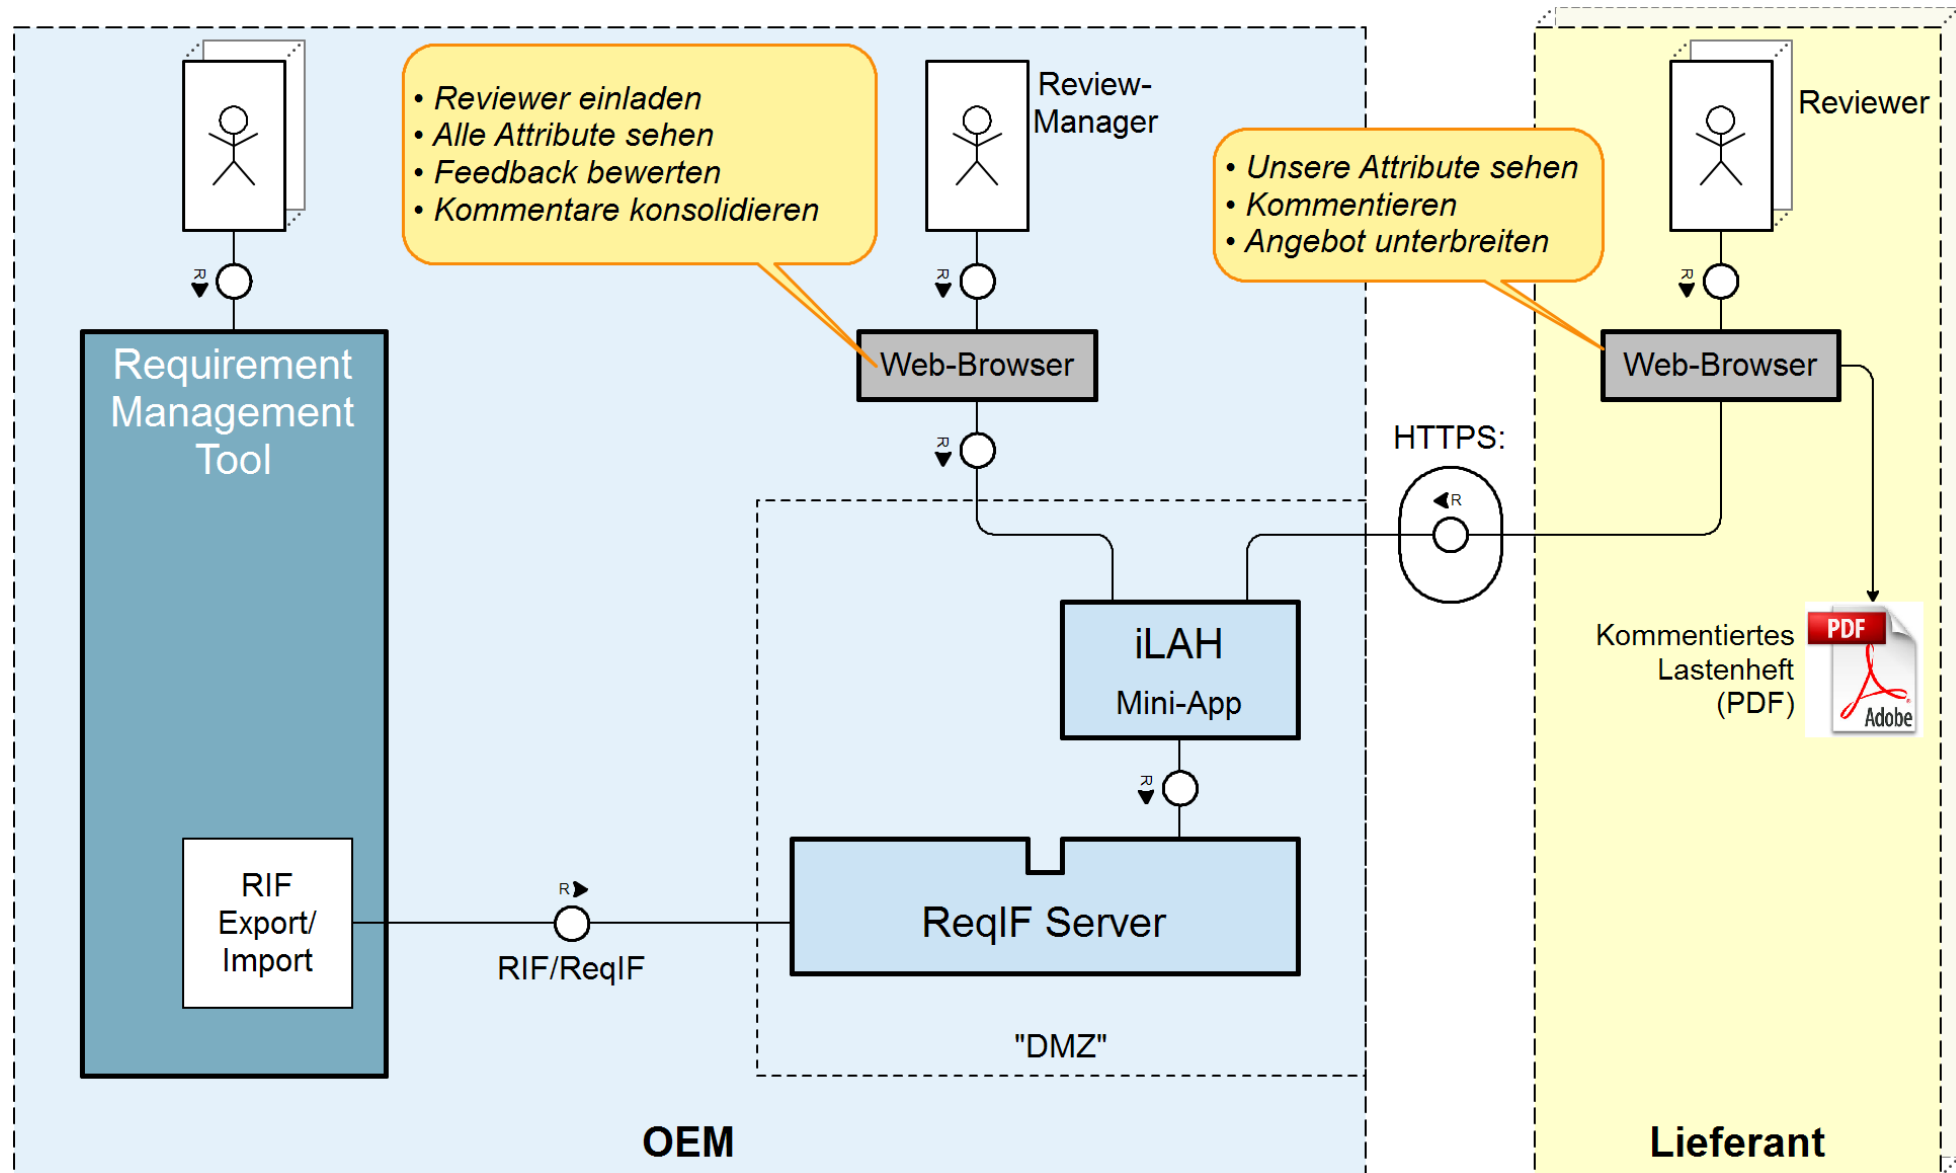 • Reviewer einladen
• Alle Attribute sehen
• Feedback bewerten
• Kommentare konsolidieren
Review-
Manager
• Unsere Attribute sehen
• Kommentieren
• Angebot unterbreiten
Reviewer
R
R
R
Requirement
Management
Tool
Web-Browser
Web-Browser
R
HTTPS:
R
iLAH
Mini-App
Kommentiertes
Lastenheft
(PDF)
PDF
Adobe
R
RIF
Export/
Import
R
RIF/ReqIF
ReqIF Server
"DMZ"
OEM
Lieferant